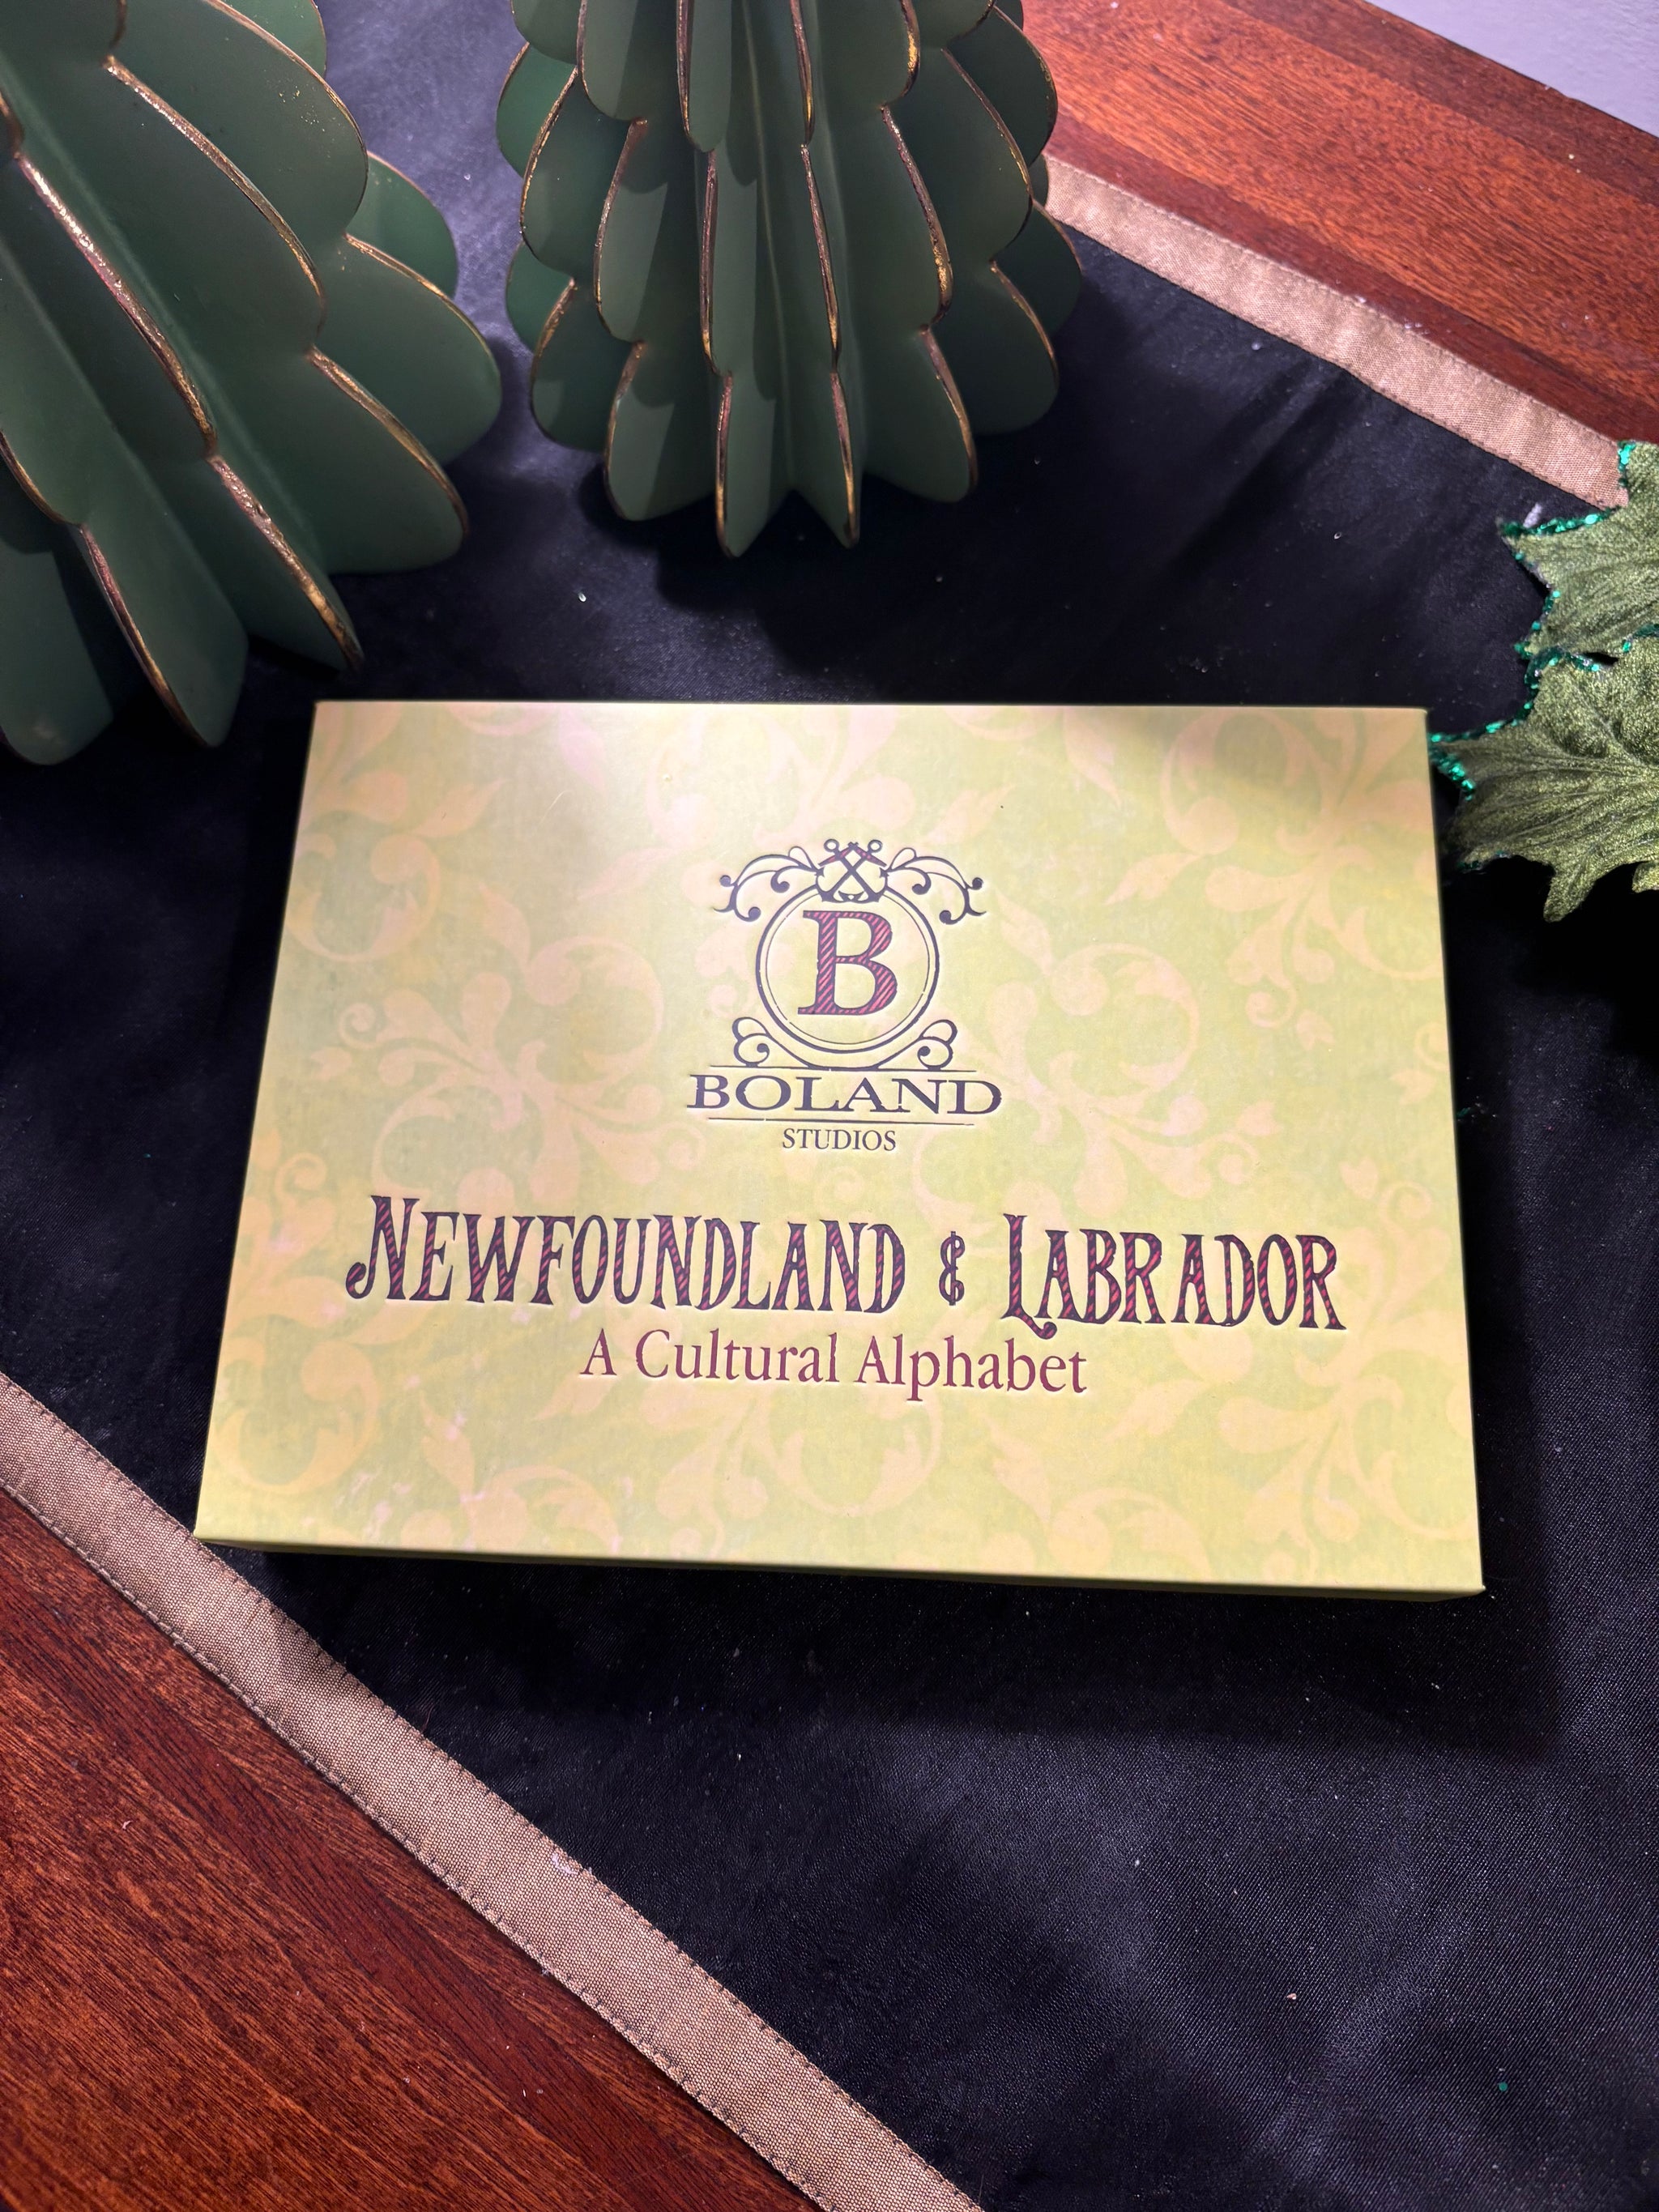 B
BOLAND
STUDIOS
NEWFOUNDLAND & LABRADOR
A Cultural Alphabet